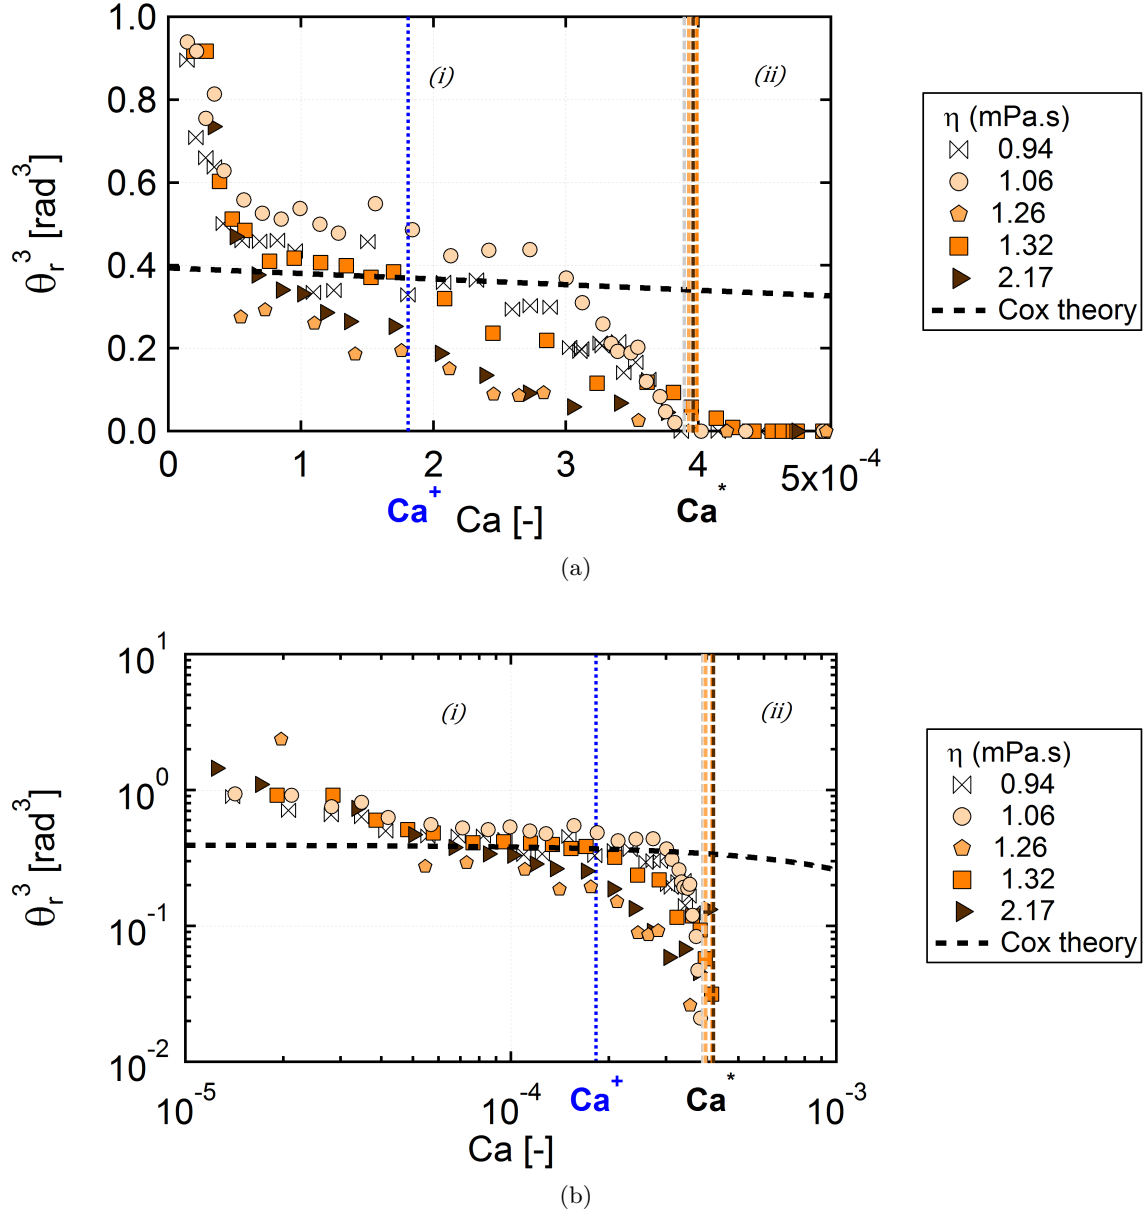 1.0
0.8
0.6
0.4
0.2
0.0
θr³ [rad³]
(i)
(ii)
0
1
2
3
4
5x10⁻⁴
Ca⁺
Ca [-]
Ca*
η (mPa.s)
0.94
1.06
1.26
1.32
2.17
Cox theory
(a)
10¹
10⁰
10⁻¹
10⁻²
θr³ [rad³]
(i)
(ii)
10⁻⁵
10⁻⁴
Ca⁺
Ca*
10⁻³
Ca [-]
η (mPa.s)
0.94
1.06
1.26
1.32
2.17
Cox theory
(b)